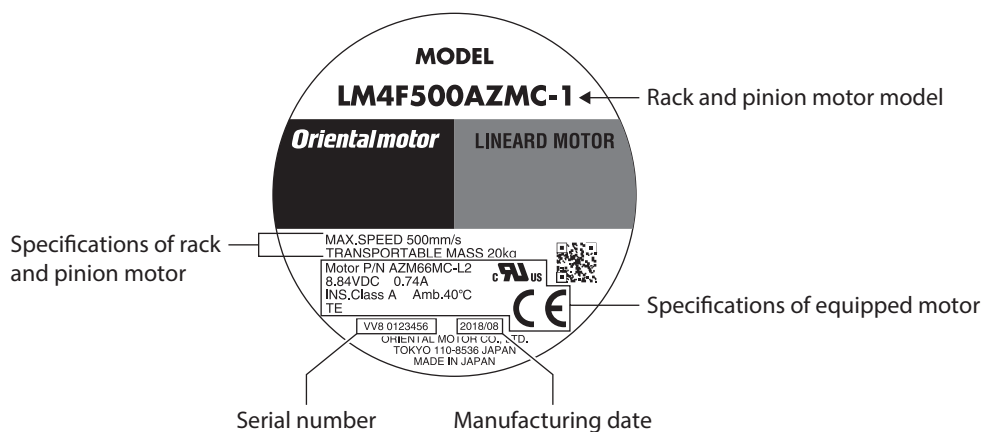 MODEL
LM4F500AZMC-1
Rack and pinion motor model
Orientalmotor
LINEARD MOTOR
Specifications of rack
and pinion motor
MAX.SPEED 500mm/s
TRANSPORTABLE MASS 20kg
Motor P/N AZM66MC-L2
8.84VDC 0.74A
INS.Class A Amb.40℃
TE
C RU US
CE
Specifications of equipped motor
VV8 0123456
2018/08
ORIENTAL MOTOR CO., LTD.
TOKYO 110-8536 JAPAN
MADE IN JAPAN
Serial number
Manufacturing date